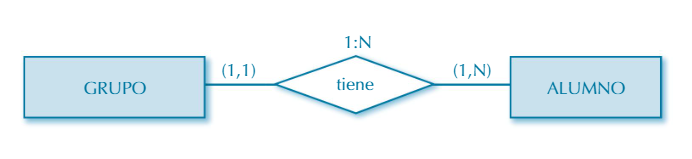 1:N
(1,1)
(1,N)
GRUPO
tiene
ALUMNO